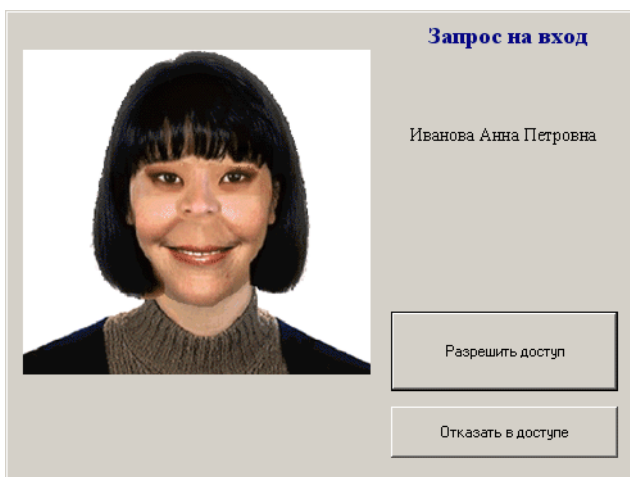 Запрос на вход
Иванова Анна Петровна
Разрешить доступ
Отказать в доступе